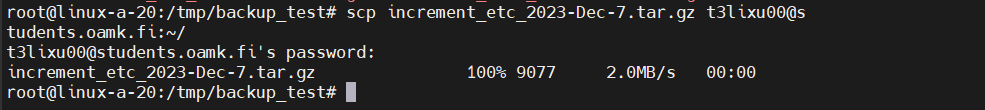 root@linux-a-20:/tmp/backup_test# scp increment_etc_2023-Dec-7.tar.gz t3lixu00@s
tudents.oamk.fi:~/
t3lixu00@students.oamk.fi's password:
increment_etc_2023-Dec-7.tar.gz 100% 9077 2.0MB/s 00:00
root@linux-a-20:/tmp/backup_test#